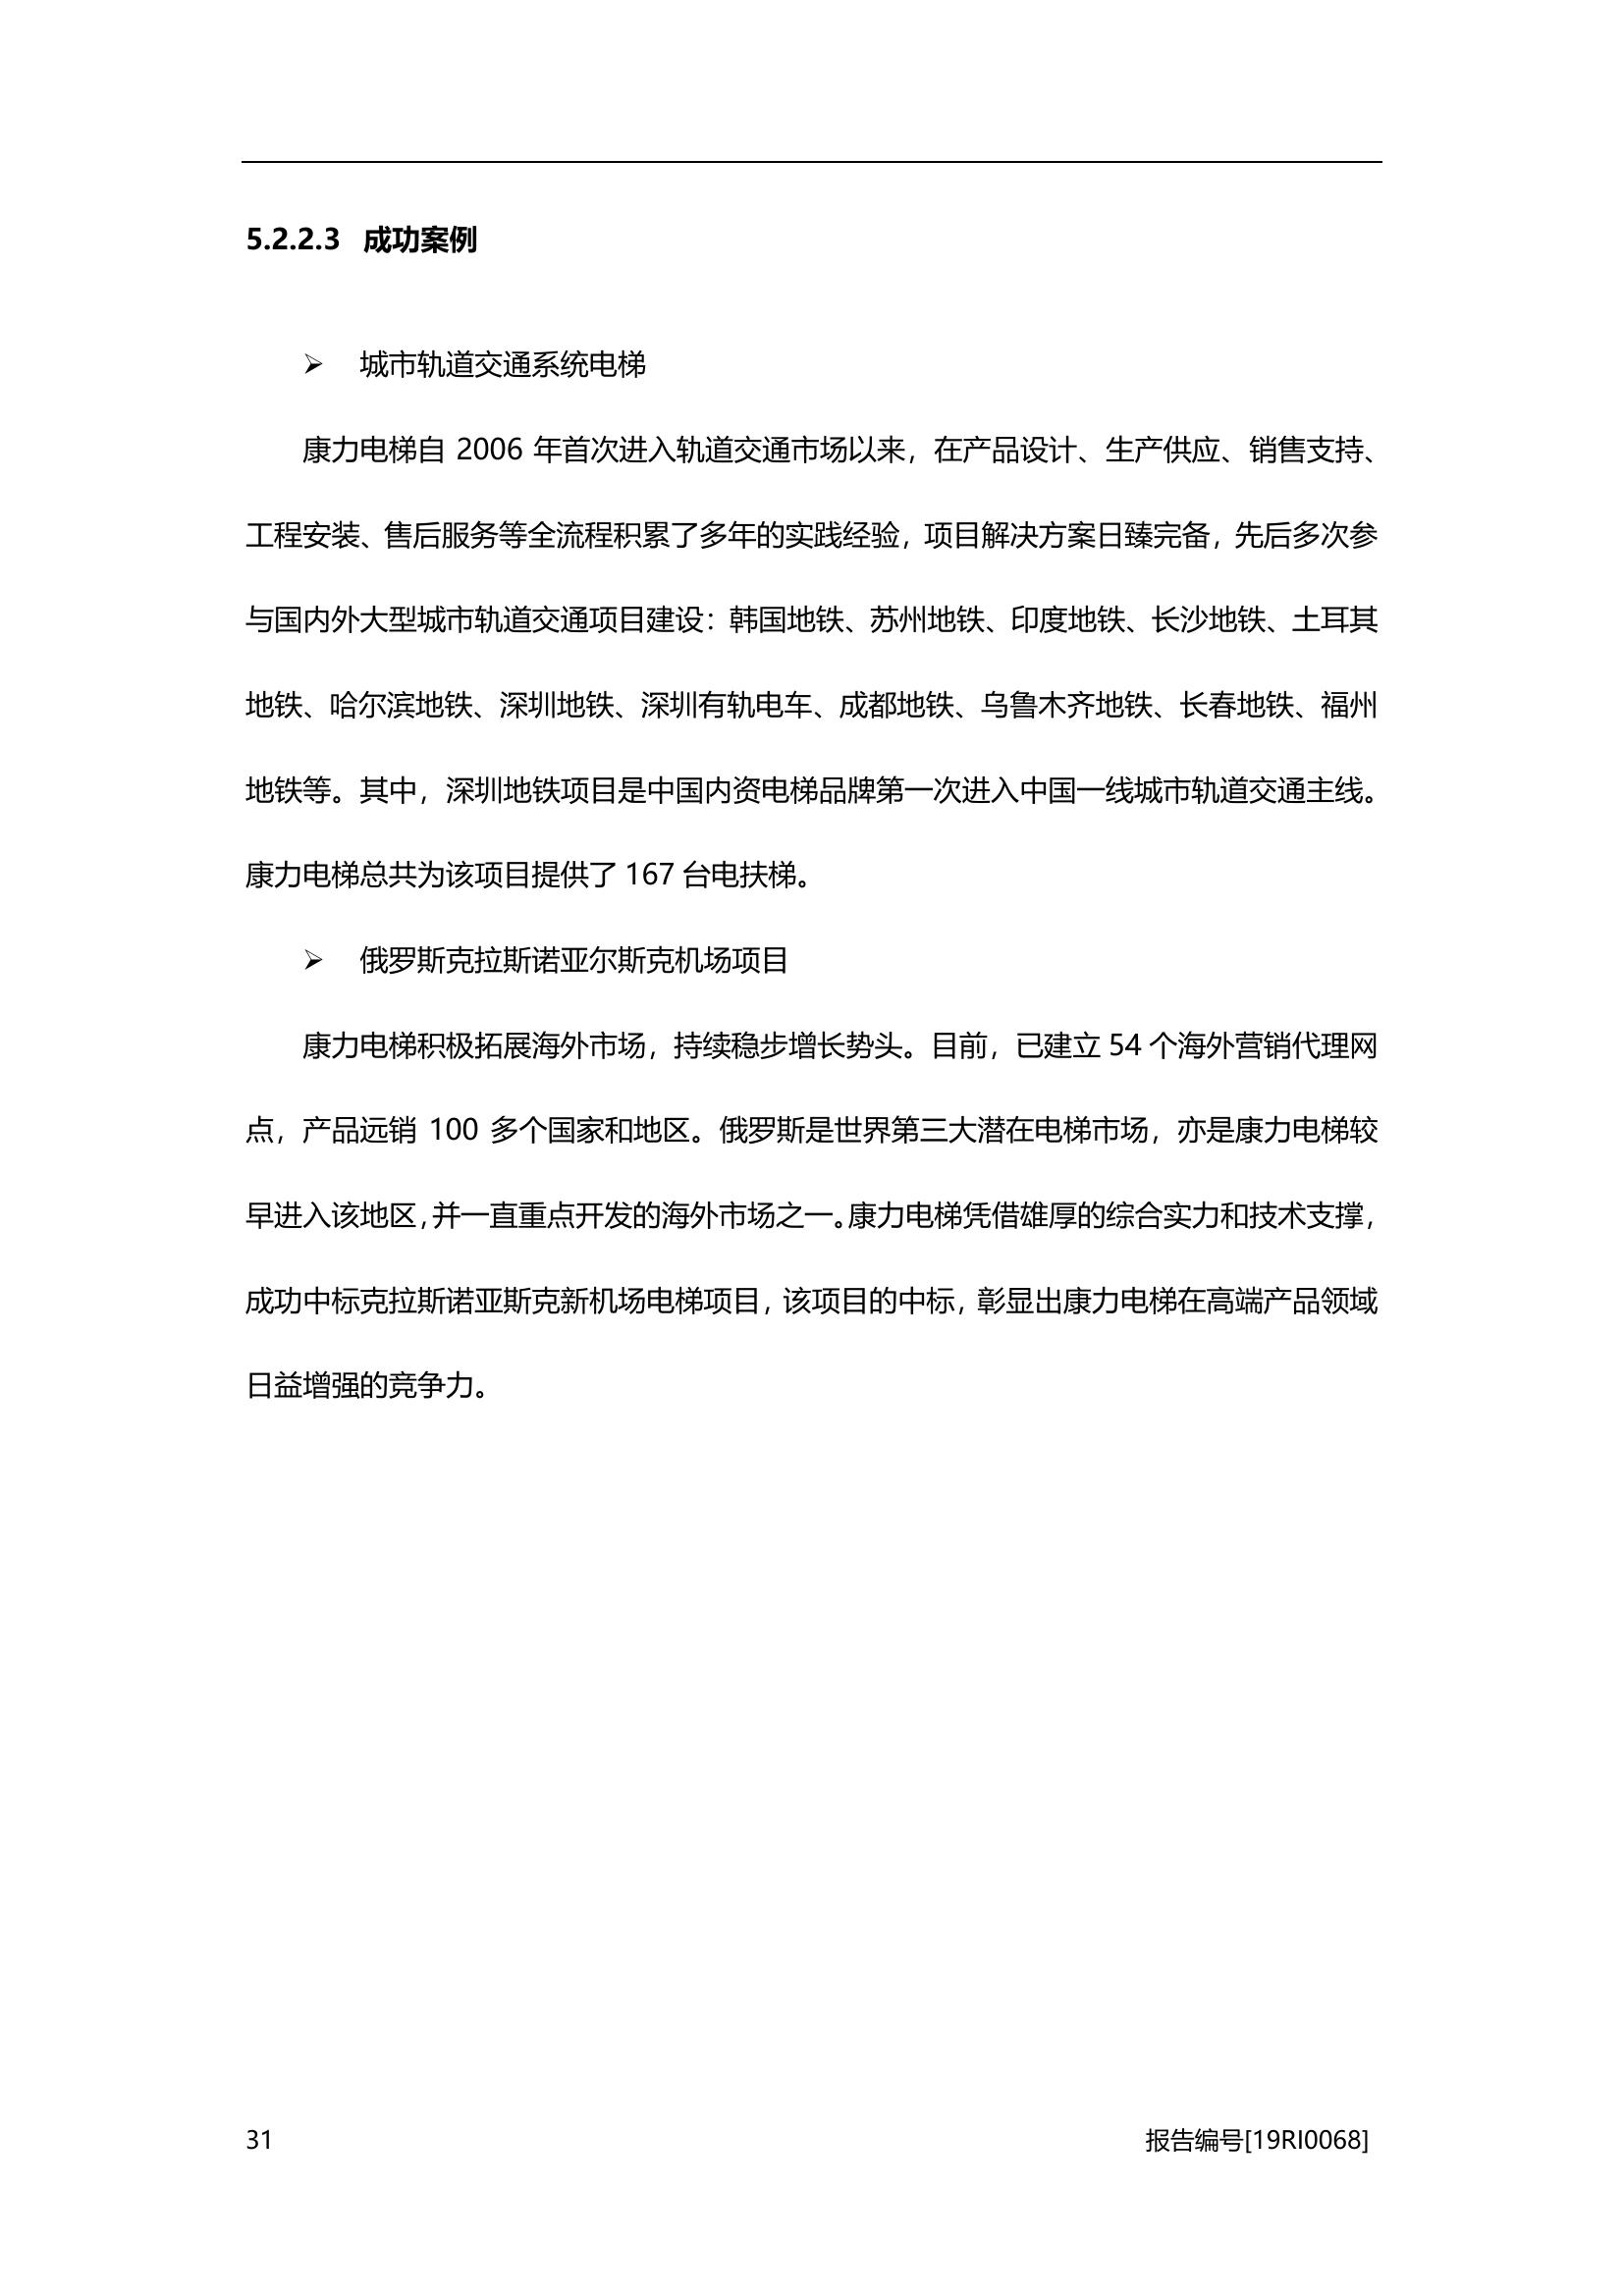 5.2.2.3 成功案例
➢ 城市轨道交通系统电梯
康力电梯自 2006 年首次进入轨道交通市场以来，在产品设计、生产供应、销售支持、
工程安装、售后服务等全流程积累了多年的实践经验，项目解决方案日臻完备，先后多次参
与国内外大型城市轨道交通项目建设：韩国地铁、苏州地铁、印度地铁、长沙地铁、土耳其
地铁、哈尔滨地铁、深圳地铁、深圳有轨电车、成都地铁、乌鲁木齐地铁、长春地铁、福州
地铁等。其中，深圳地铁项目是中国内资电梯品牌第一次进入中国一线城市轨道交通主线。
康力电梯总共为该项目提供了 167 台电扶梯。
➢ 俄罗斯克拉斯诺亚尔斯克机场项目
康力电梯积极拓展海外市场，持续稳步增长势头。目前，已建立 54 个海外营销代理网
点，产品远销 100 多个国家和地区。俄罗斯是世界第三大潜在电梯市场，亦是康力电梯较
早进入该地区，并一直重点开发的海外市场之一。康力电梯凭借雄厚的综合实力和技术支撑，
成功中标克拉斯诺亚斯克新机场电梯项目，该项目的中标，彰显出康力电梯在高端产品领域
日益增强的竞争力。
31 报告编号[19RI0068]